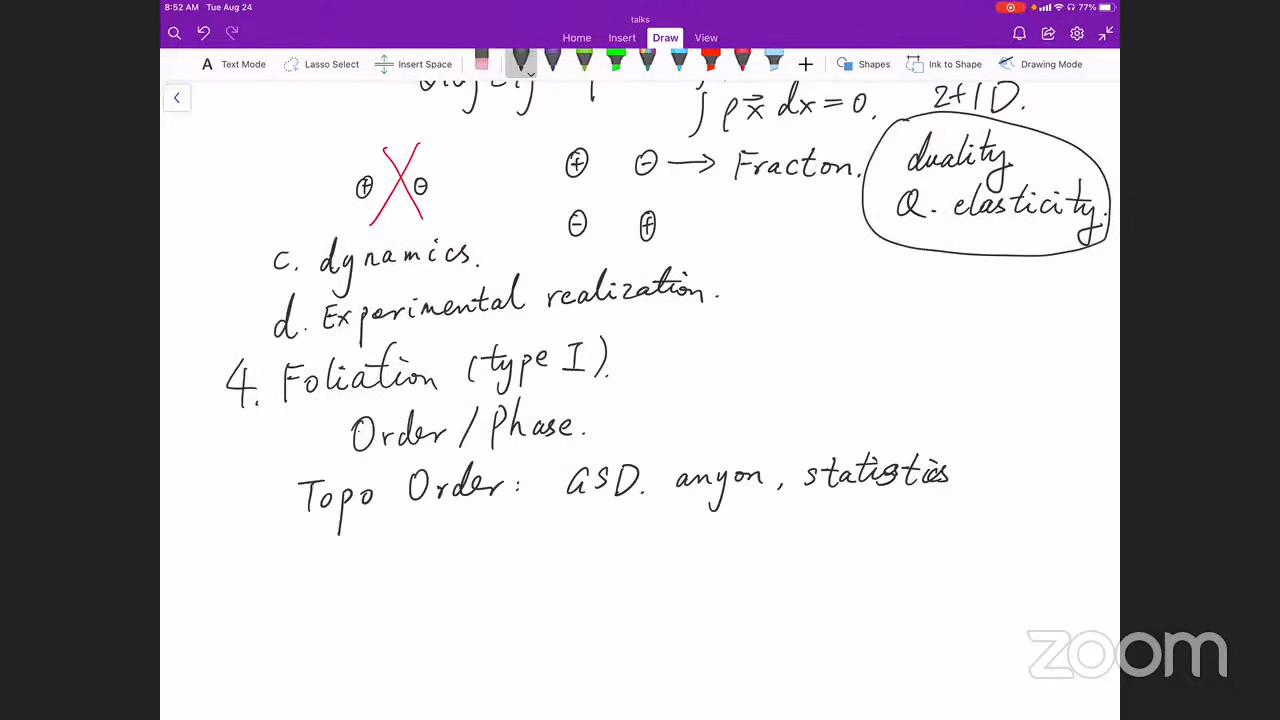 8:52 AM Tue Aug 24
77%
talks
Home Insert Draw View
Text Mode Lasso Select Insert Space Shapes Ink to Shape Drawing Mode
∫ ρ x⃗ dx = 0. 2+1 D.
⊕ ⊖
⊕ ⊖ → Fracton.
⊖ ⊕
duality
Q. elasticity.
c. dynamics.
d. Experimental realization.
4. Foliation (type I).
Order / Phase.
Topo Order: GSD. anyon, statistics
zoom